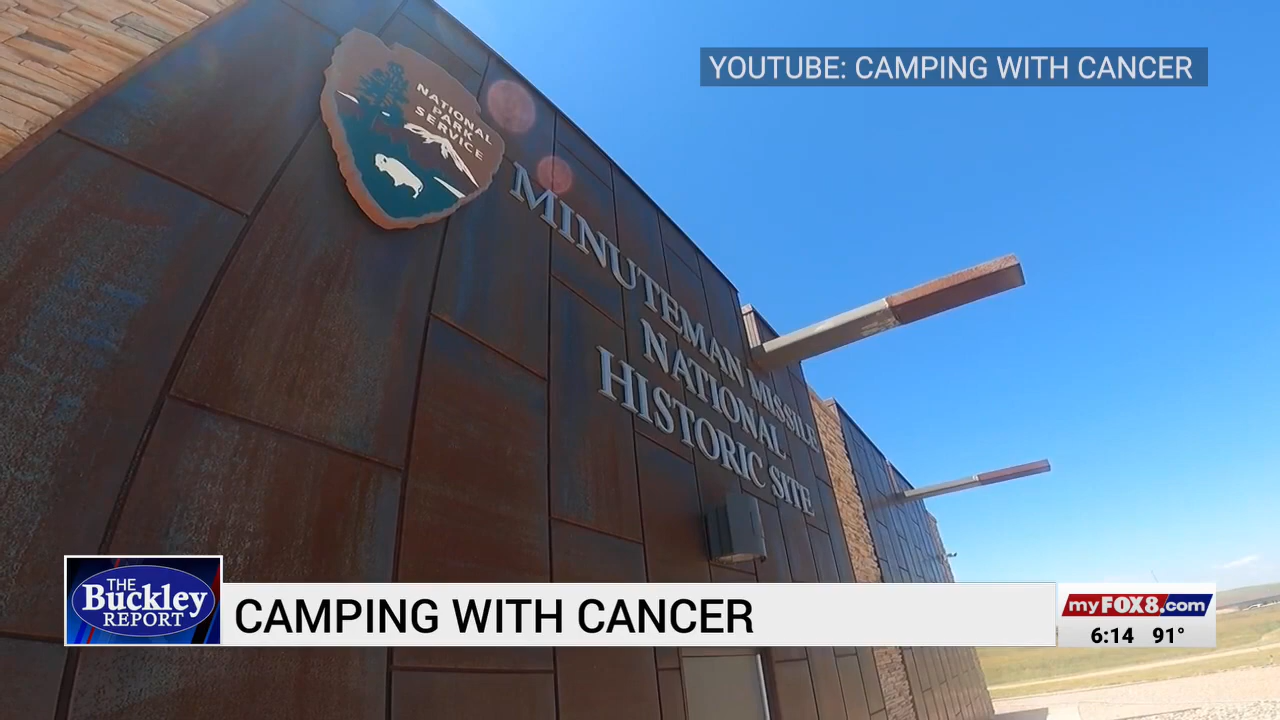 YOUTUBE: CAMPING WITH CANCER
NATIONAL
PARK
SERVICE
MINUTEMAN MISSILE
NATIONAL
HISTORIC SITE
THE
Buckley
REPORT
CAMPING WITH CANCER
myFOX8.com
6:14 91°